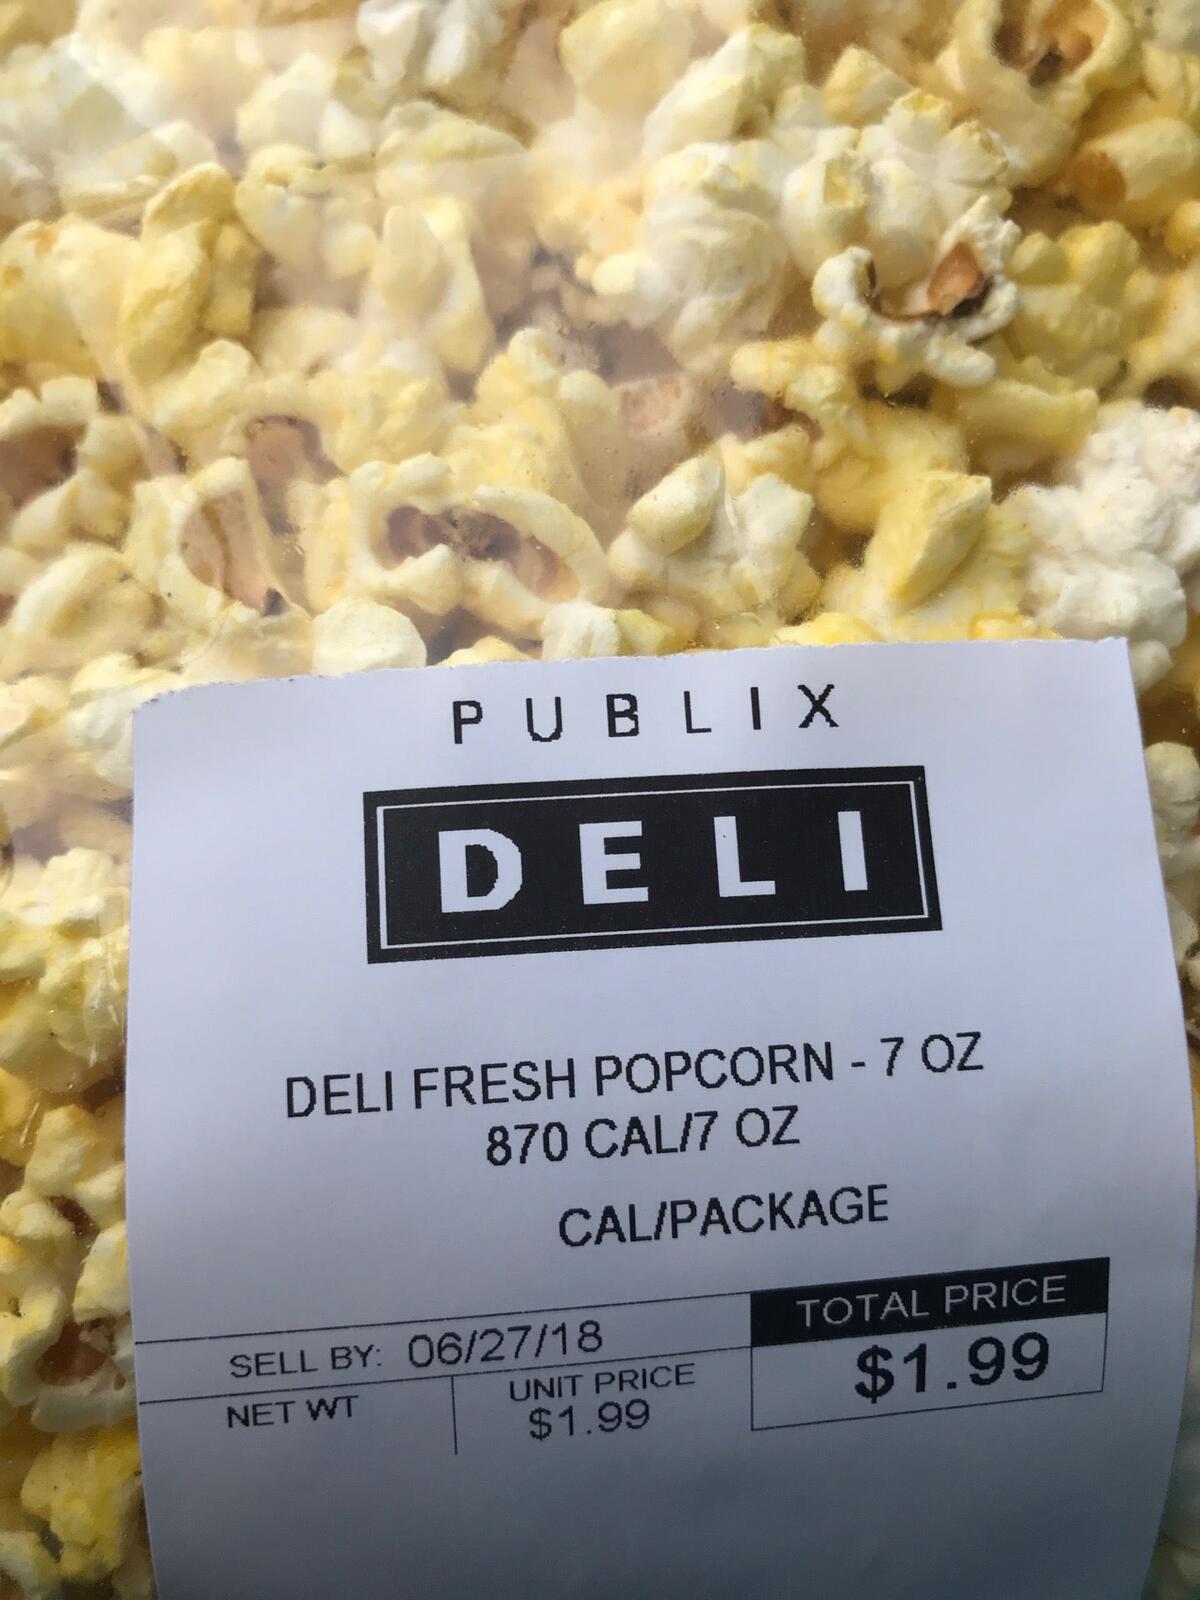 PUBLIX
DELI
DELI FRESH POPCORN - 7 OZ
870 CAL/7 OZ
CAL/PACKAGE
TOTAL PRICE
$1.99
SELL BY: 06/27/18
NET WT
UNIT PRICE
$1.99